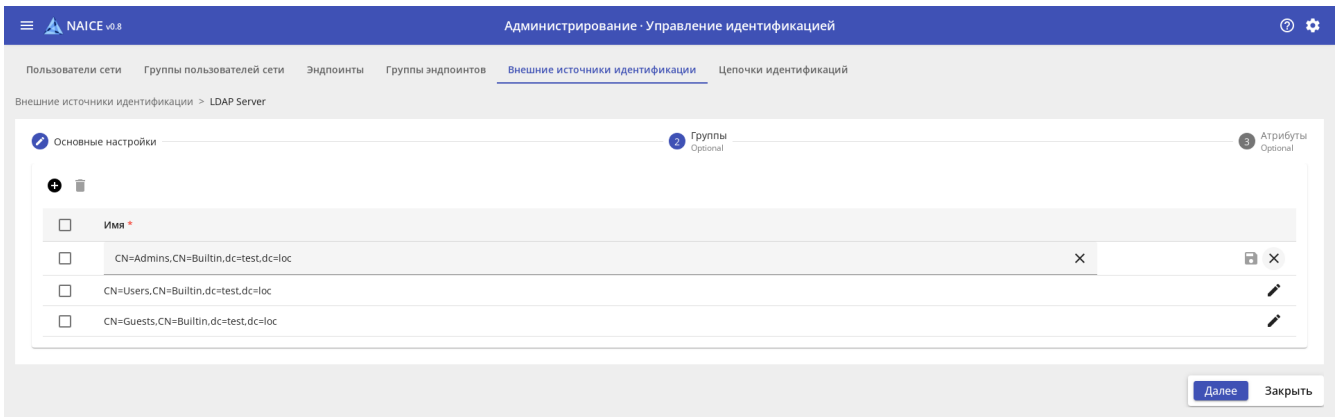 NAICE v0.8
Администрирование · Управление идентификацией
Пользователи сети Группы пользователей сети Эндпоинты Группы эндпоинтов Внешние источники идентификации Цепочки идентификаций
Внешние источники идентификации > LDAP Server
Основные настройки
2 Группы
Optional
3 Атрибуты
Optional
Имя *
CN=Admins,CN=Builtin,dc=test,dc=loc
CN=Users,CN=Builtin,dc=test,dc=loc
CN=Guests,CN=Builtin,dc=test,dc=loc
Далее Закрыть